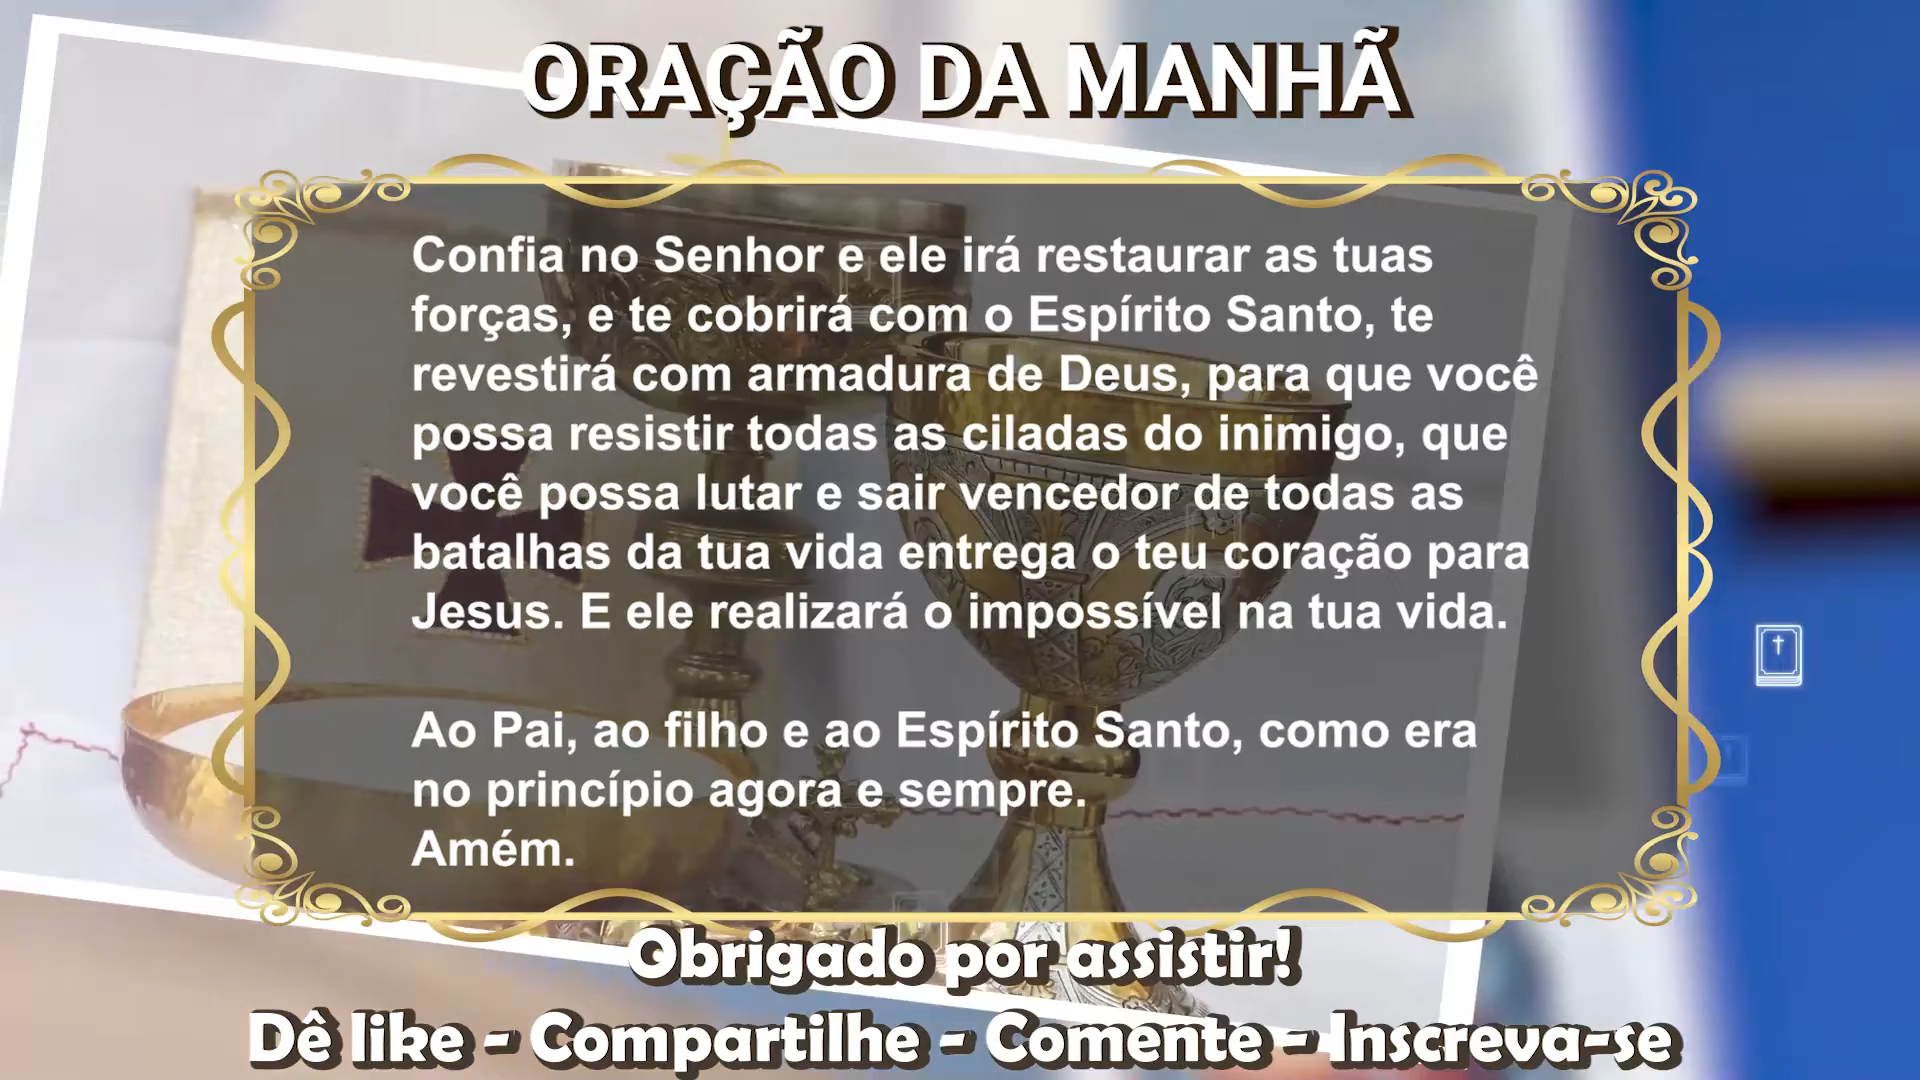 ORAÇÃO DA MANHÃ
Confia no Senhor e ele irá restaurar as tuas
forças, e te cobrirá com o Espírito Santo, te
revestirá com armadura de Deus, para que você
possa resistir todas as ciladas do inimigo, que
você possa lutar e sair vencedor de todas as
batalhas da tua vida entrega o teu coração para
Jesus. E ele realizará o impossível na tua vida.
Ao Pai, ao filho e ao Espírito Santo, como era
no princípio agora e sempre.
Amém.
Obrigado por assistir!
Dê like - Compartilhe - Comente - Inscreva-se